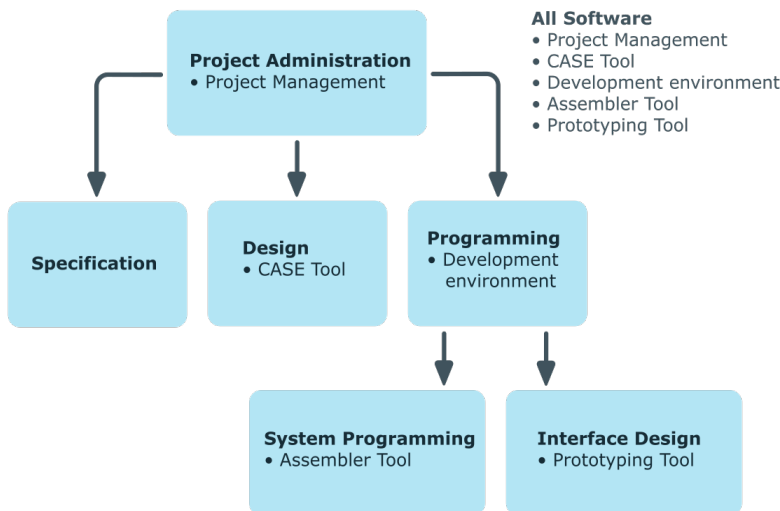 All Software
• Project Management
• CASE Tool
• Development environment
• Assembler Tool
• Prototyping Tool
Project Administration
• Project Management
Specification
Design
• CASE Tool
Programming
• Development
environment
System Programming
• Assembler Tool
Interface Design
• Prototyping Tool